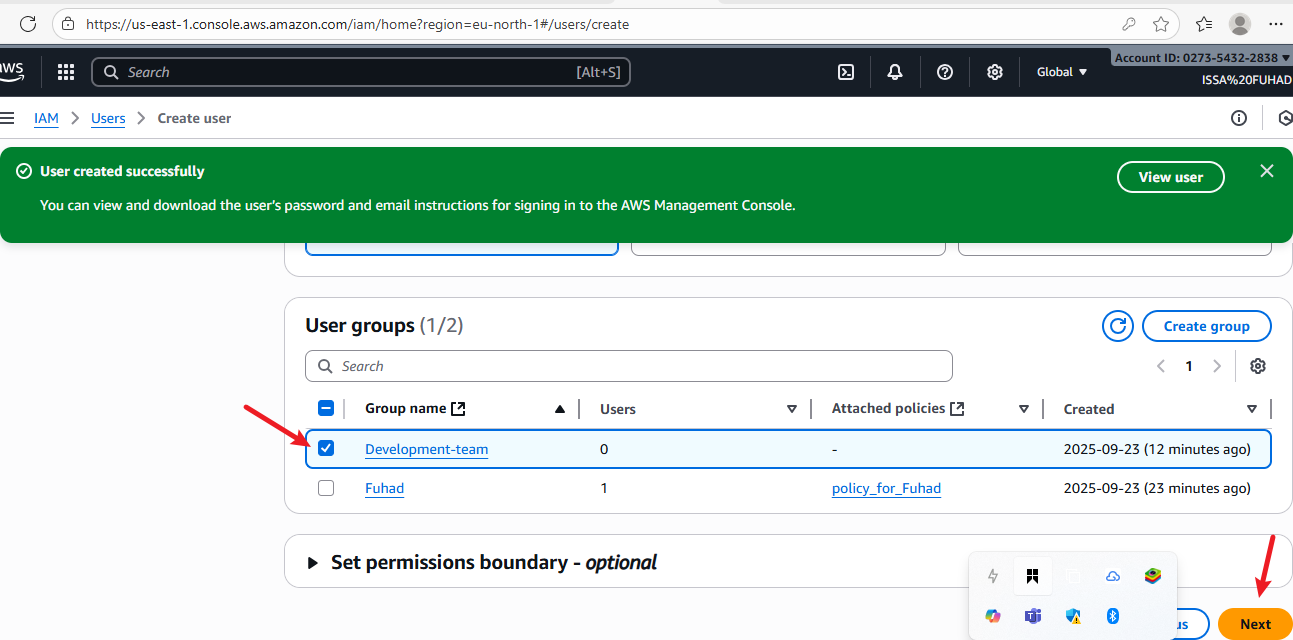 https://us-east-1.console.aws.amazon.com/iam/home?region=eu-north-1#/users/create
aws
Search
[Alt+S]
Global
Account ID: 0273-5432-2838
ISSA%20FUHAD
IAM > Users > Create user
User created successfully
View user
You can view and download the user's password and email instructions for signing in to the AWS Management Console.
User groups (1/2)
Create group
Search
1
Group name Users Attached policies Created
Development-team 0 - 2025-09-23 (12 minutes ago)
Fuhad 1 policy_for_Fuhad 2025-09-23 (23 minutes ago)
Set permissions boundary - optional
us
Next